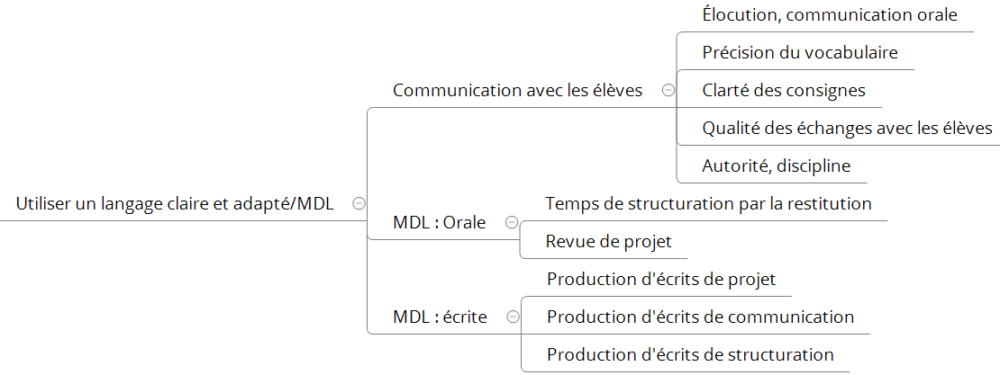 Utiliser un langage claire et adapté/MDL
Communication avec les élèves
Élocution, communication orale
Précision du vocabulaire
Clarté des consignes
Qualité des échanges avec les élèves
Autorité, discipline
MDL : Orale
Temps de structuration par la restitution
Revue de projet
MDL : écrite
Production d'écrits de projet
Production d'écrits de communication
Production d'écrits de structuration